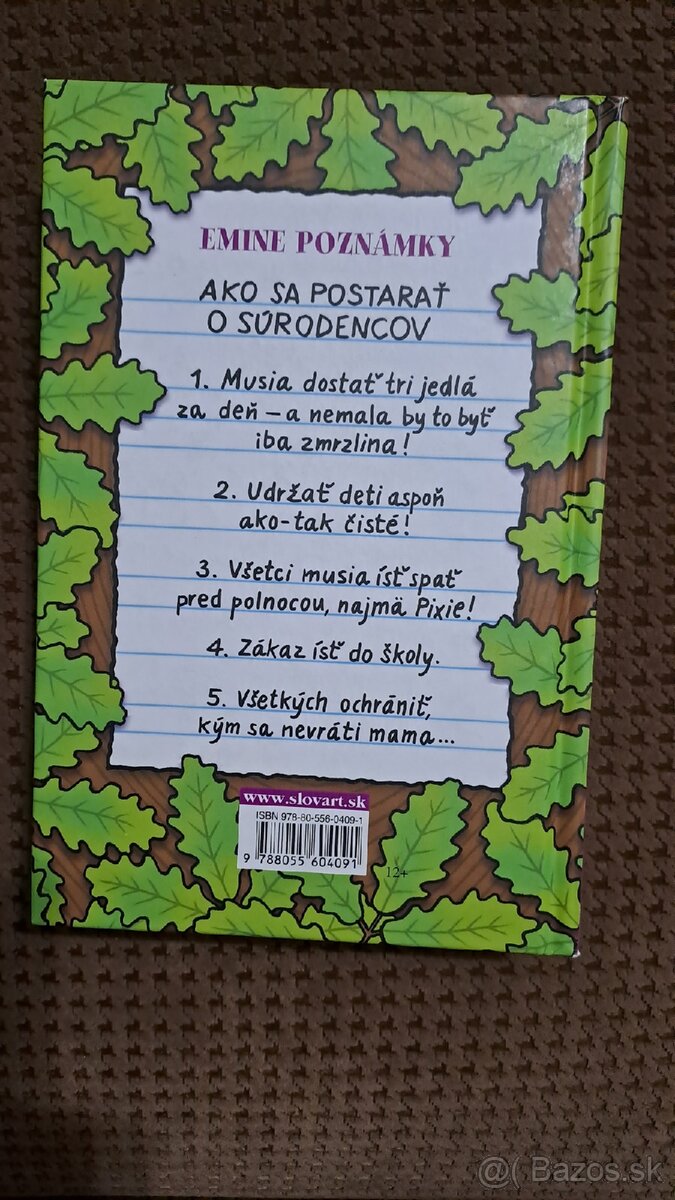 EMINE POZNÁMKY
AKO SA POSTARAŤ
O SÚRODENCOV
1. Musia dostať tri jedlá
za deň – a nemala by to byť
iba zmrzlina!
2. Udržať deti aspoň
ako-tak čisté!
3. Všetci musia ísť spať
pred polnocou, najmä Pixie!
4. Zákaz ísť do školy.
5. Všetkých ochrániť,
kým sa nevráti mama...
www.slovart.sk
ISBN 978-80-556-0409-1
9 788055 604091
12+
@( Bazos.sk